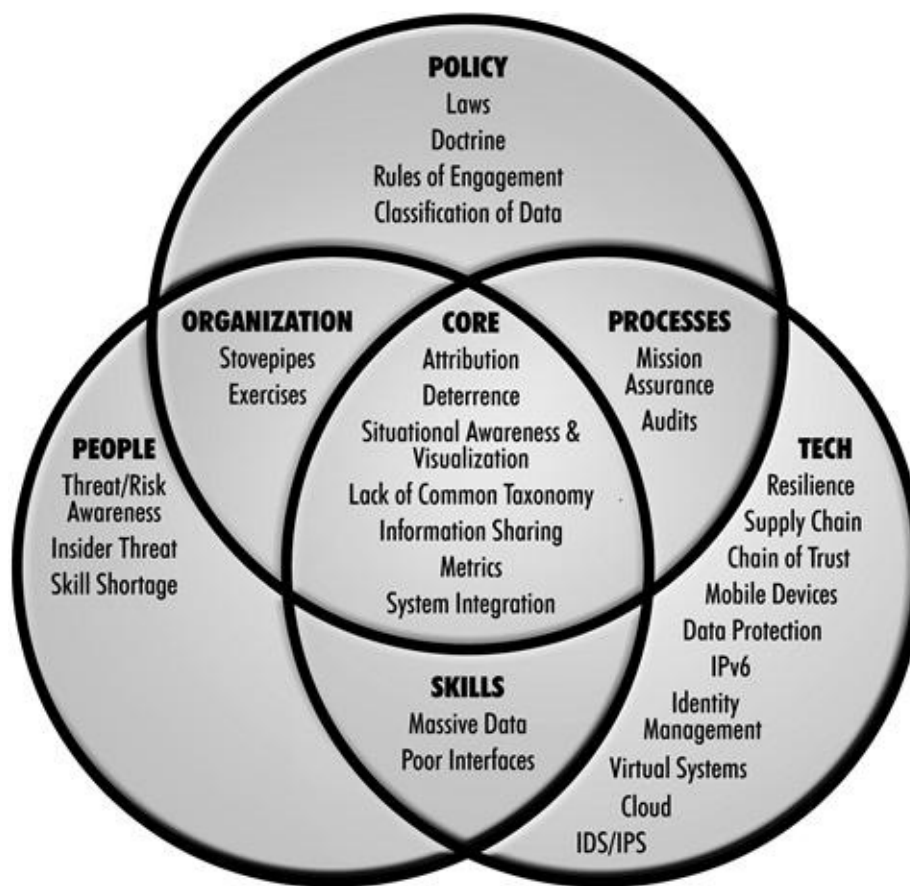 POLICY
Laws
Doctrine
Rules of Engagement
Classification of Data
ORGANIZATION
Stovepipes
Exercises
CORE
Attribution
Deterrence
Situational Awareness &
Visualization
Lack of Common Taxonomy
Information Sharing
Metrics
System Integration
PROCESSES
Mission
Assurance
Audits
PEOPLE
Threat/Risk
Awareness
Insider Threat
Skill Shortage
TECH
Resilience
Supply Chain
Chain of Trust
Mobile Devices
Data Protection
IPv6
Identity
Management
Virtual Systems
Cloud
IDS/IPS
SKILLS
Massive Data
Poor Interfaces